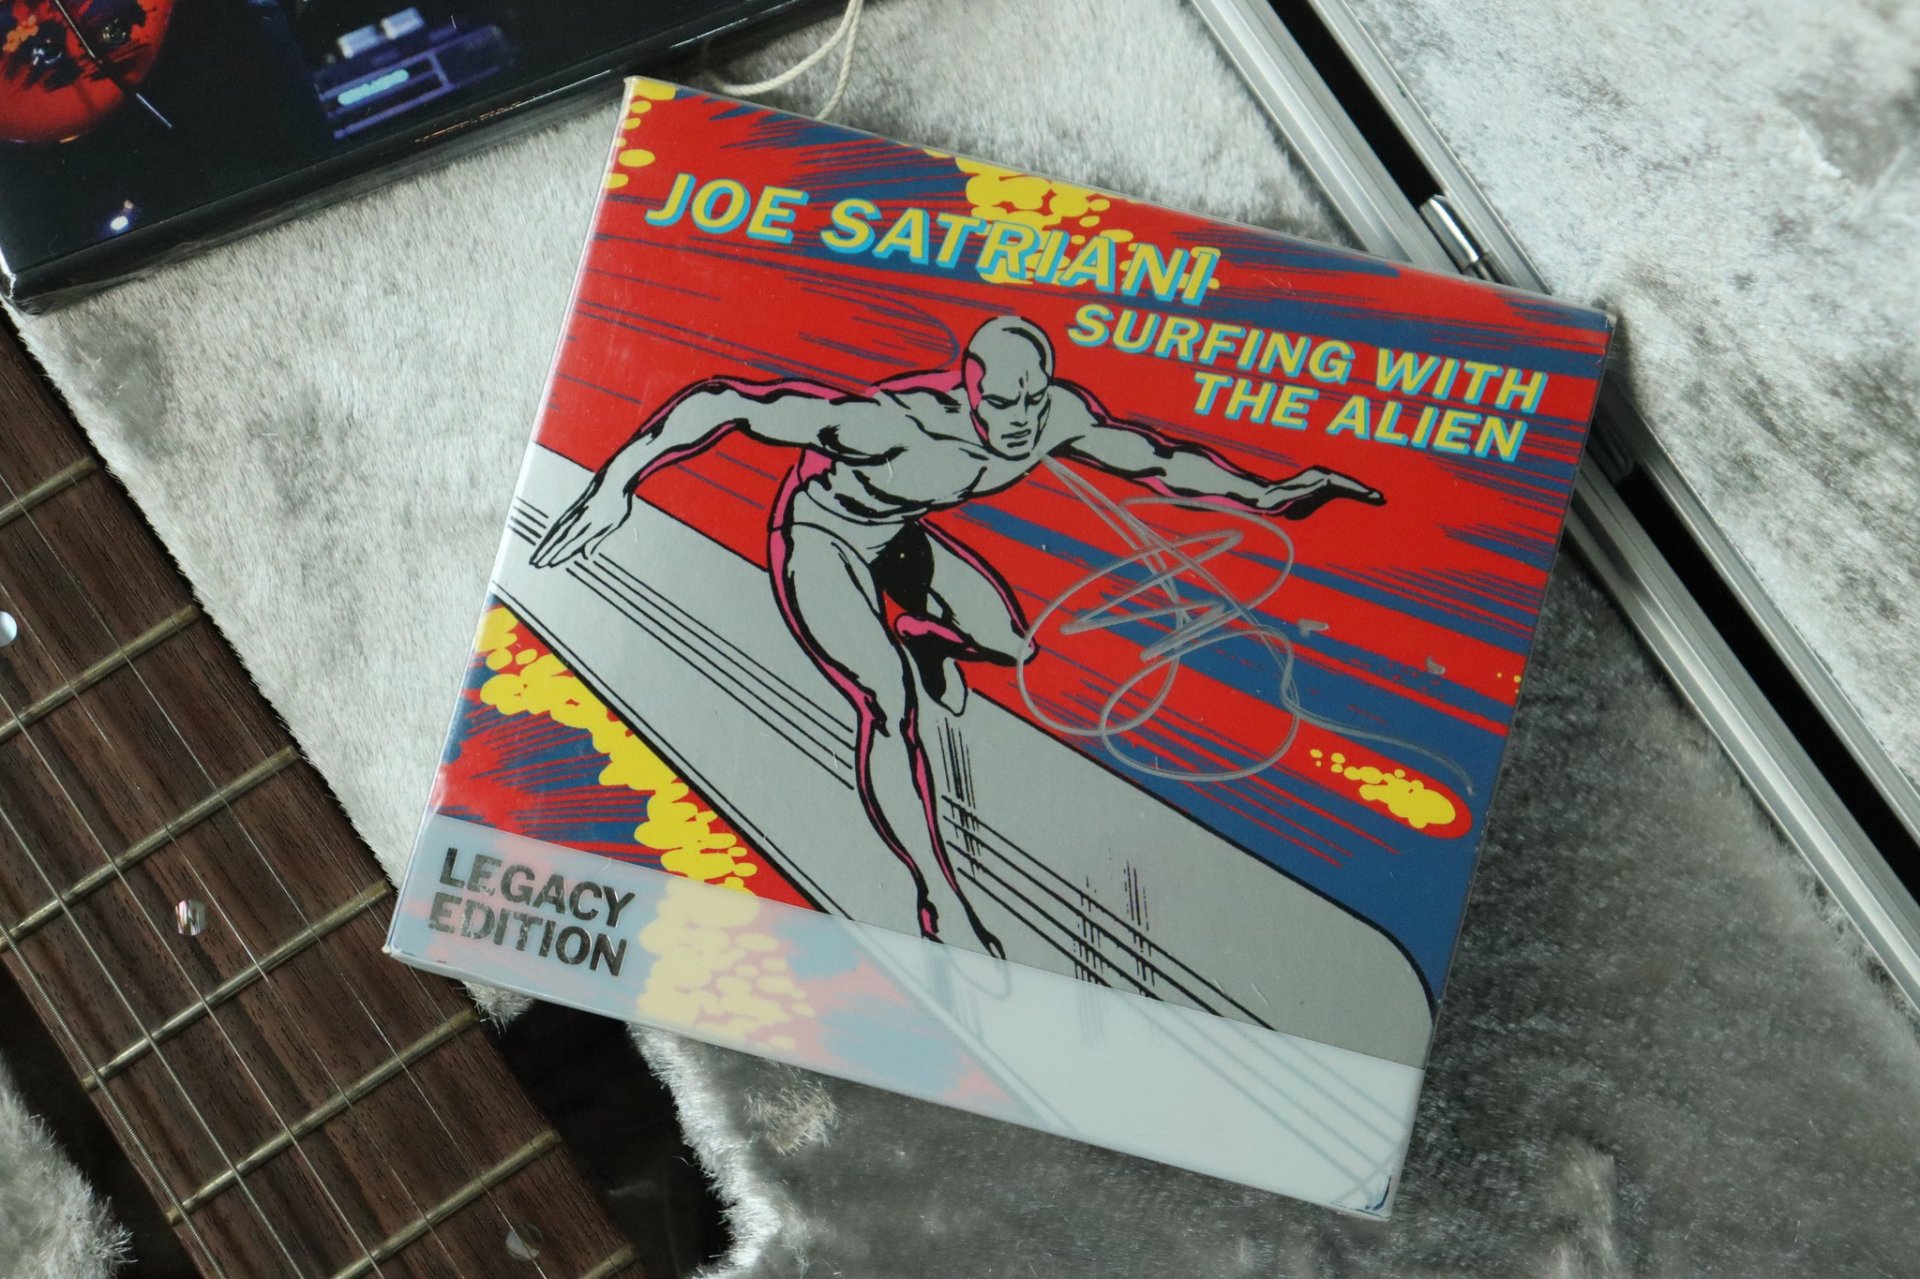 JOE SATRIANI
SURFING WITH
THE ALIEN
LEGACY
EDITION